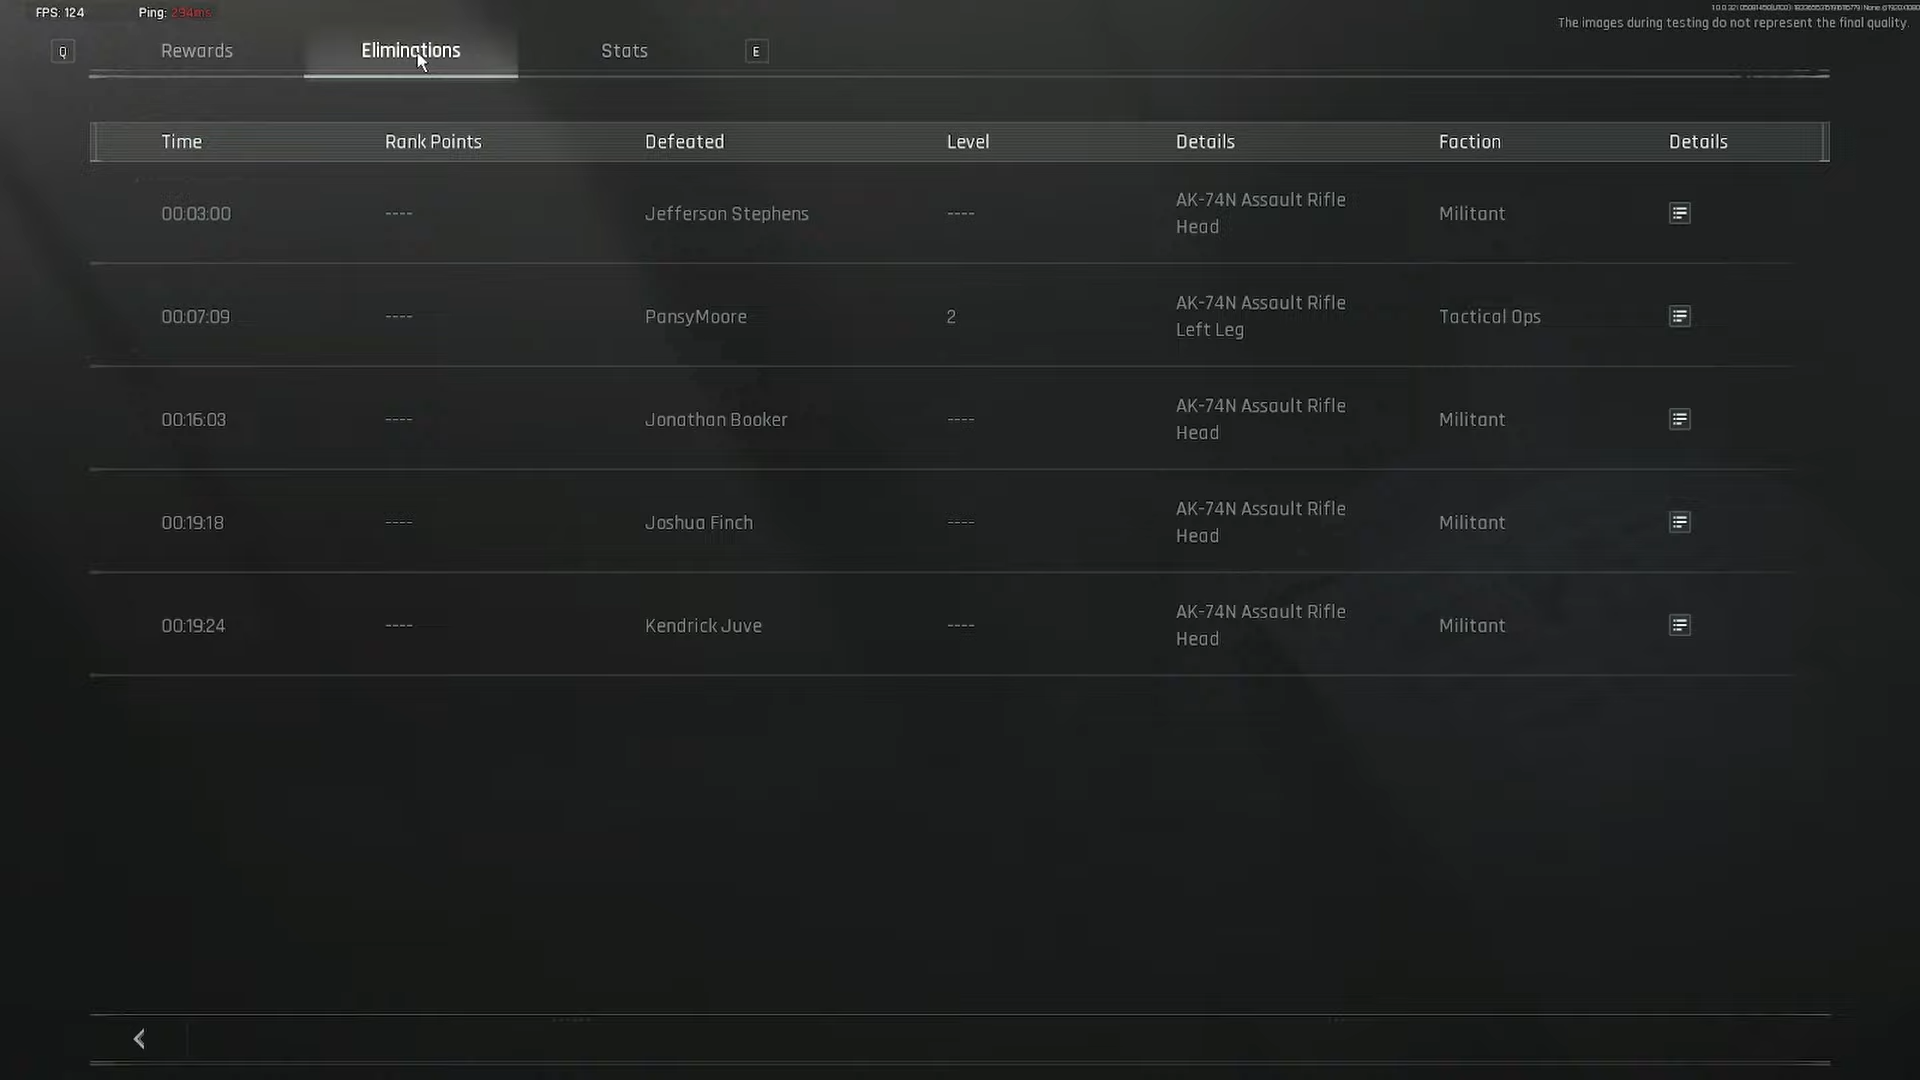 FPS: 124 Ping: 294ms
The images during testing do not represent the final quality.
Q Rewards Eliminations Stats E
Time Rank Points Defeated Level Details Faction Details
00:03:00 ---- Jefferson Stephens ---- AK-74N Assault Rifle Head Militant
00:07:09 ---- PansyMoore 2 AK-74N Assault Rifle Left Leg Tactical Ops
00:16:03 ---- Jonathan Booker ---- AK-74N Assault Rifle Head Militant
00:19:18 ---- Joshua Finch ---- AK-74N Assault Rifle Head Militant
00:19:24 ---- Kendrick Juve ---- AK-74N Assault Rifle Head Militant